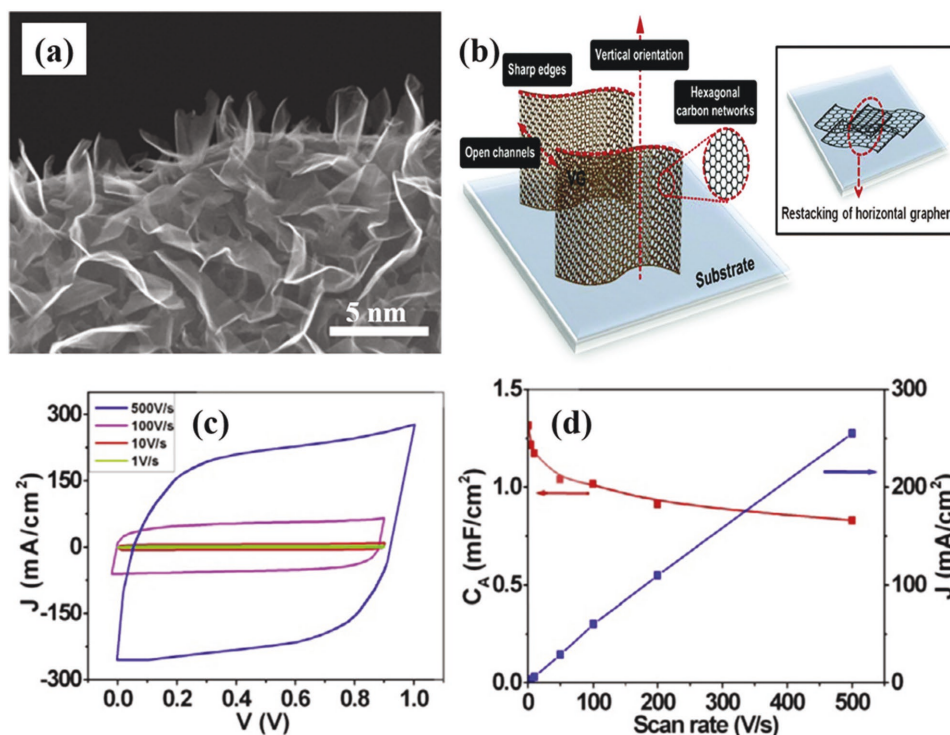 (a)
5 nm
(b)
Sharp edges
Vertical orientation
Hexagonal
carbon networks
Open channels
VG
Substrate
Restacking of horizontal graphen
(c)
500V/s
100V/s
10V/s
1V/s
300
150
0
-150
-300
J (mA/cm²)
0.0 0.2 0.4 0.6 0.8 1.0
V (V)
(d)
1.5
1.0
0.5
0.0
C_A (mF/cm²)
300
200
100
0
J (mA/cm²)
0 100 200 300 400 500
Scan rate (V/s)